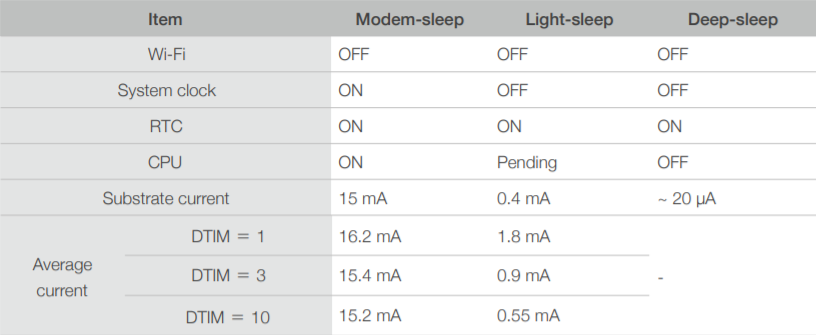 Item Modem-sleep Light-sleep Deep-sleep
Wi-Fi OFF OFF OFF
System clock ON OFF OFF
RTC ON ON ON
CPU ON Pending OFF
Substrate current 15 mA 0.4 mA ~ 20 μA
Average current
DTIM = 1 16.2 mA 1.8 mA
DTIM = 3 15.4 mA 0.9 mA -
DTIM = 10 15.2 mA 0.55 mA